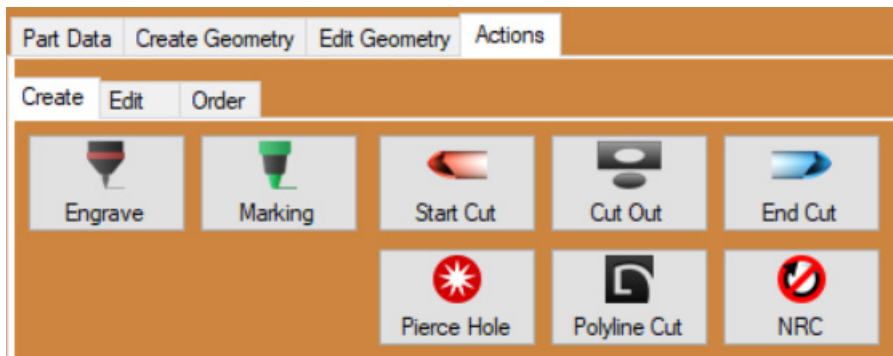 Part Data Create Geometry Edit Geometry Actions
Create Edit Order
Engrave Marking Start Cut Cut Out End Cut
Pierce Hole Polyline Cut NRC